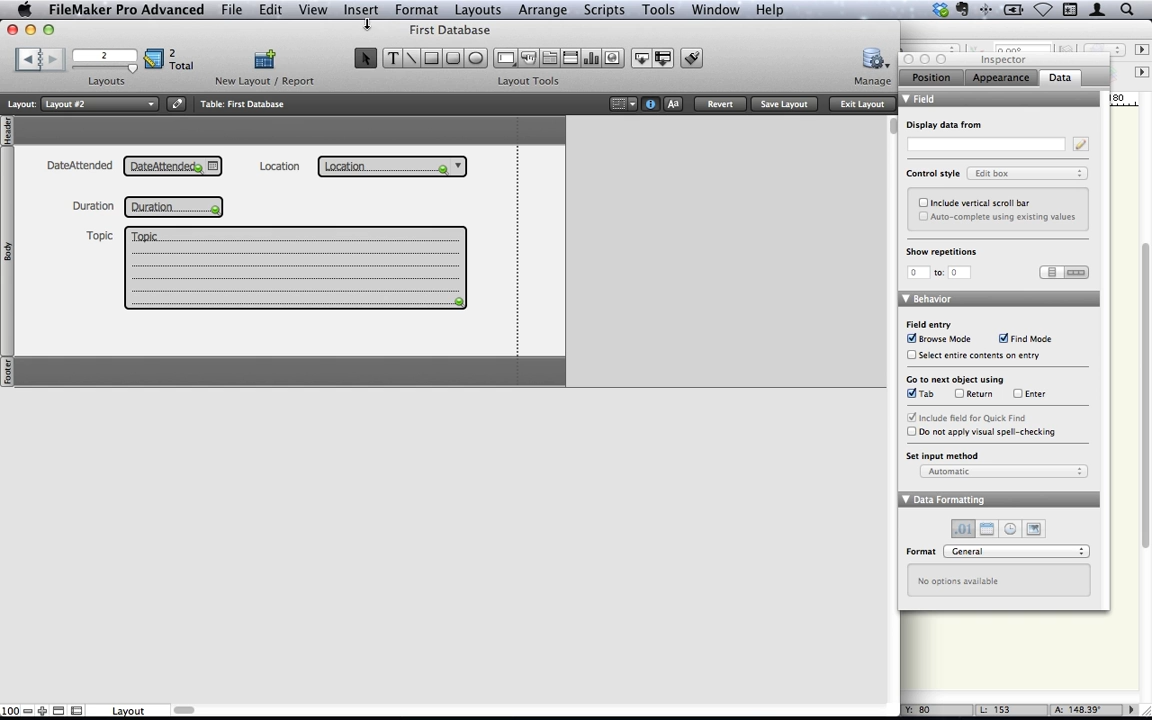 FileMaker Pro Advanced File Edit View Insert Format Layouts Arrange Scripts Tools Window Help
First Database
2
2
Total
Layouts
New Layout / Report
T
Layout Tools
Manage
Layout: Layout #2
Table: First Database
Aa
Revert
Save Layout
Exit Layout
Header
DateAttended
DateAttended
Location
Location
Duration
Duration
Topic
Topic
Body
Footer
100
Layout
Inspector
Position
Appearance
Data
Field
Display data from
Control style
Edit box
Include vertical scroll bar
Auto-complete using existing values
Show repetitions
0 to: 0
Behavior
Field entry
Browse Mode
Find Mode
Select entire contents on entry
Go to next object using
Tab
Return
Enter
Include field for Quick Find
Do not apply visual spell-checking
Set input method
Automatic
Data Formatting
.01
Format
General
No options available
Y: 80
L: 153
A: 148.39°